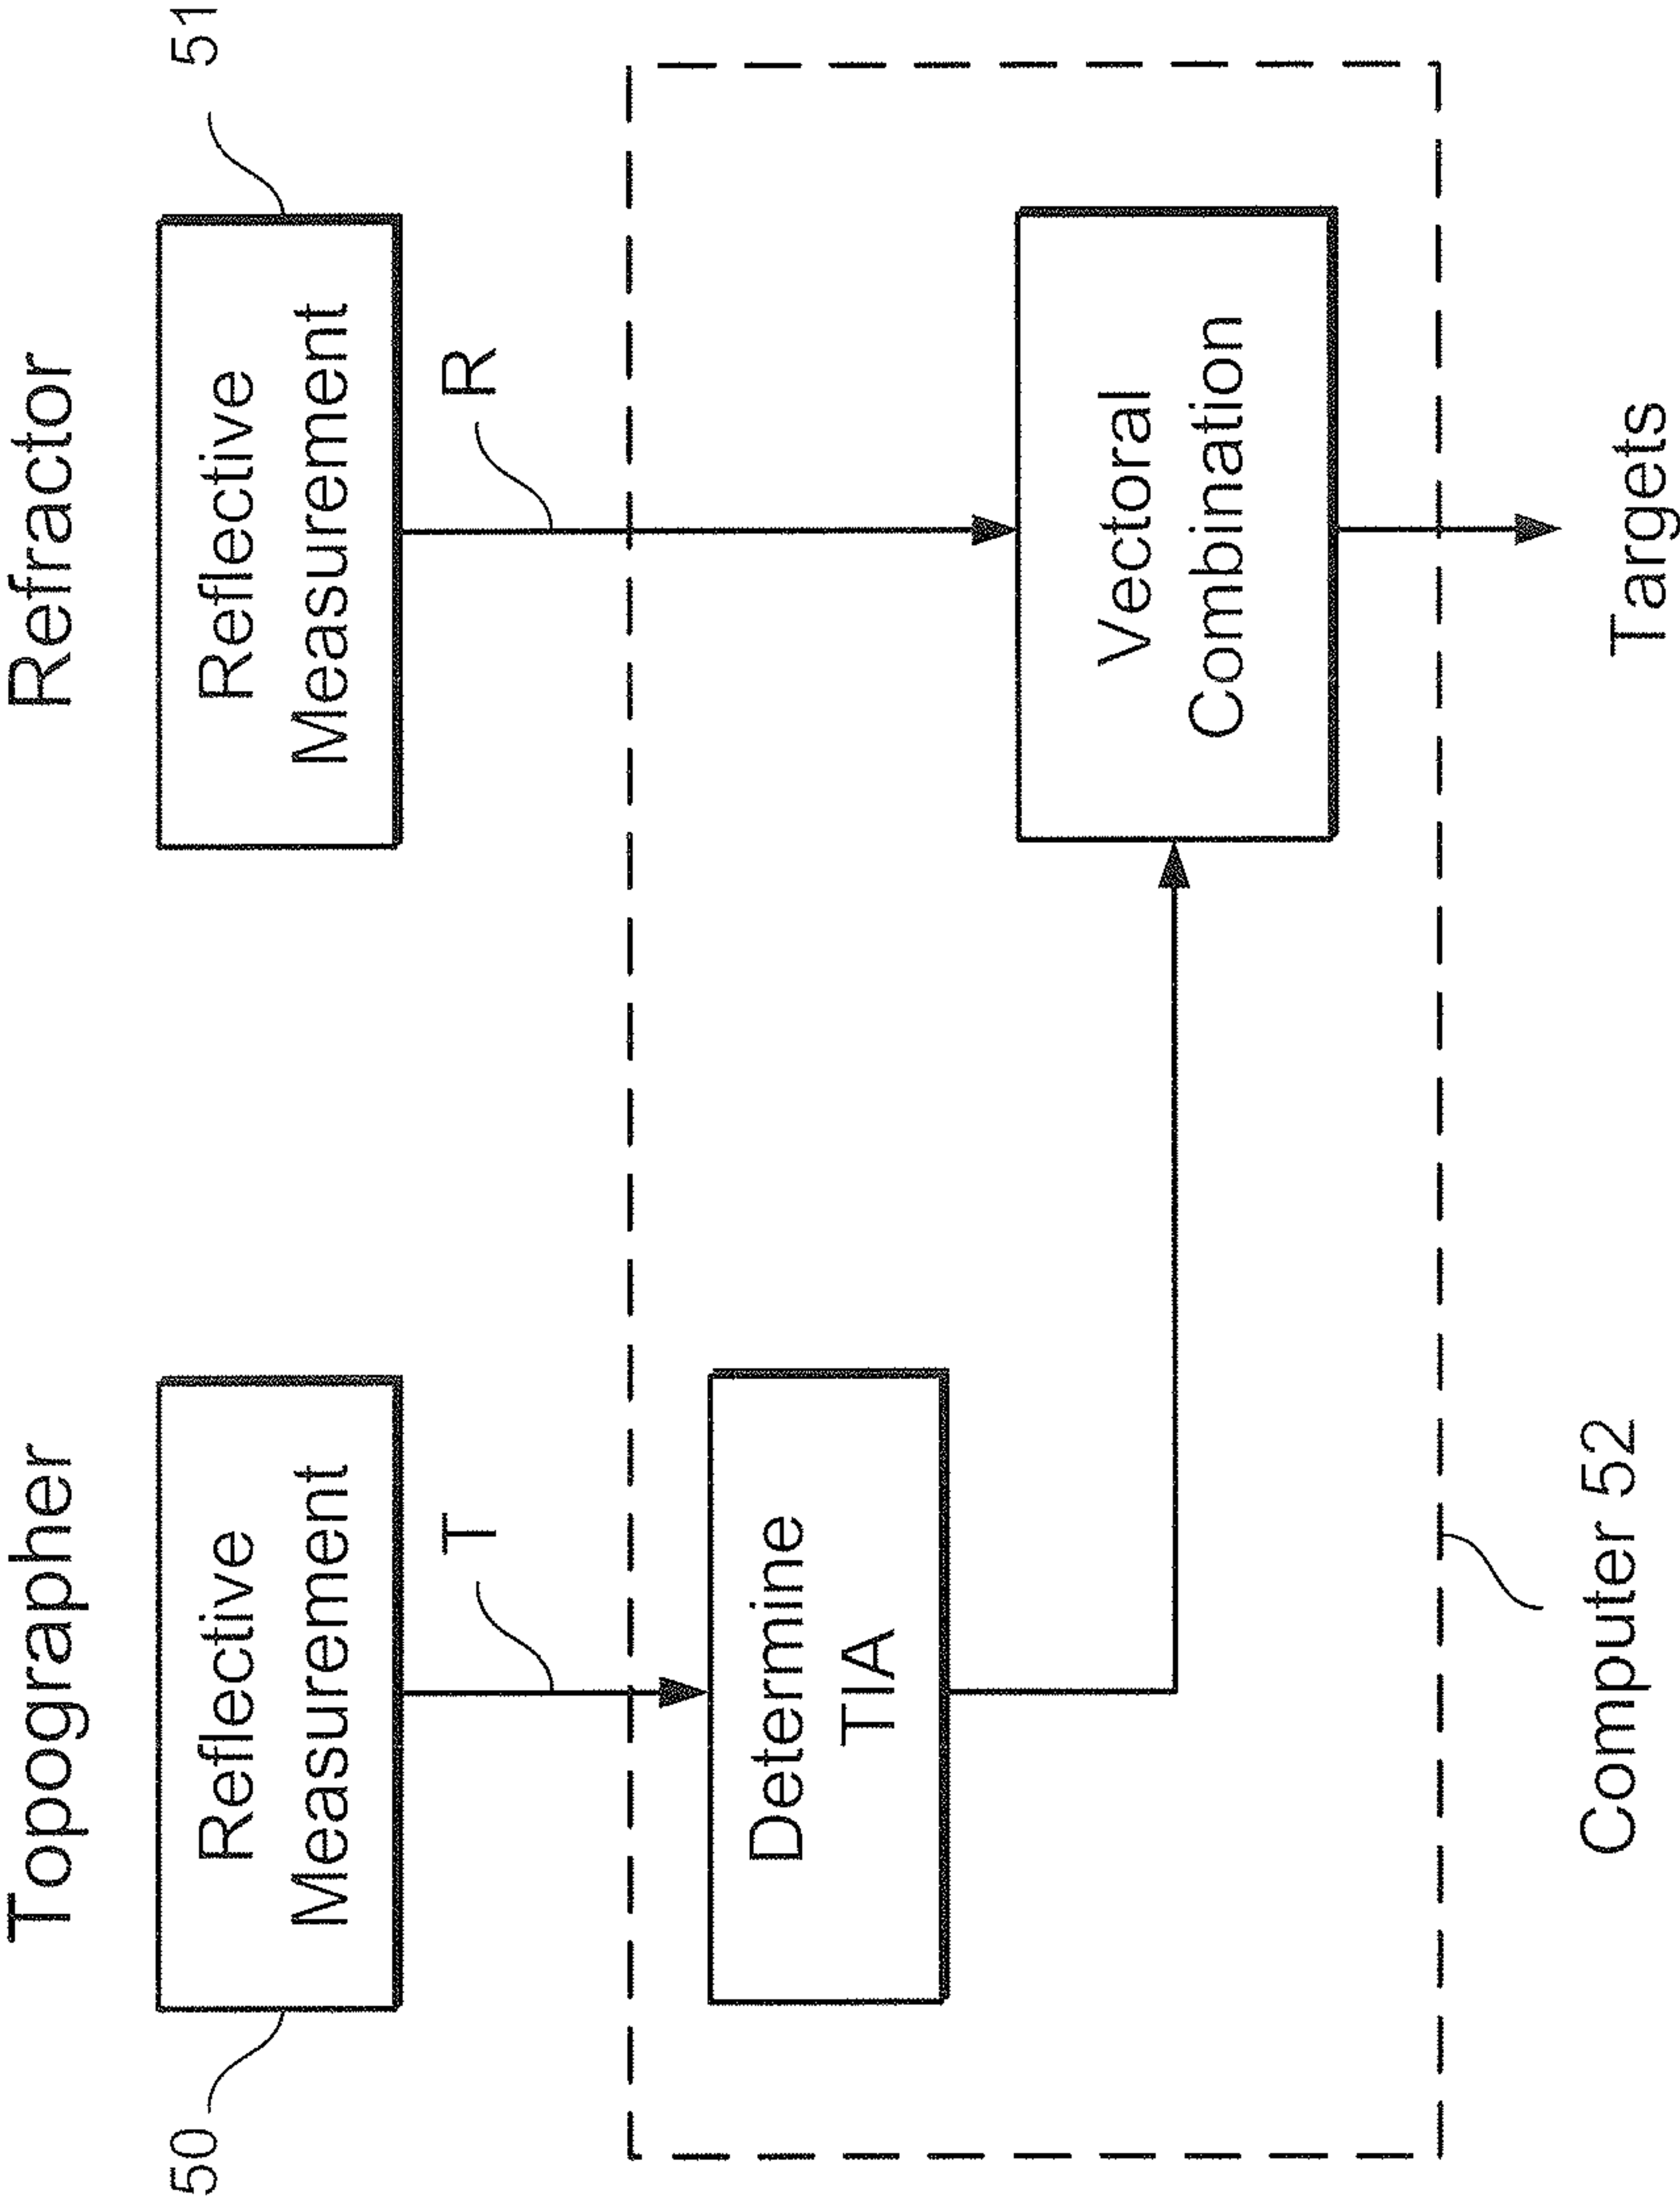 Topographer
Refractor
50
Reflective
Measurement
51
Reflective
Measurement
T
R
Determine
TIA
Vectoral
Combination
Computer 52
Targets